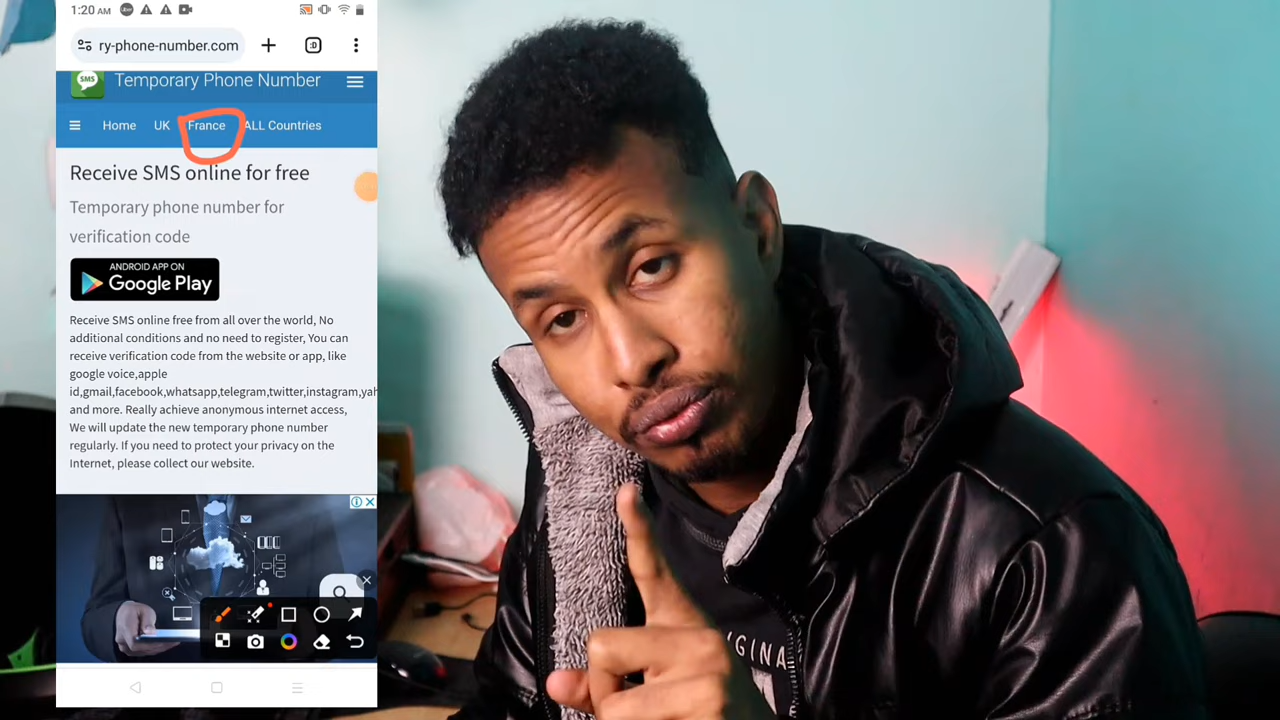 1:20 AM
ry-phone-number.com
:D
SMS
Temporary Phone Number
Home UK France ALL Countries
Receive SMS online for free
Temporary phone number for
verification code
ANDROID APP ON
Google Play
Receive SMS online free from all over the world, No
additional conditions and no need to register, You can
receive verification code from the website or app, like
google voice,apple
id,gmail,facebook,whatsapp,telegram,twitter,instagram,yah
and more. Really achieve anonymous internet access,
We will update the new temporary phone number
regularly. If you need to protect your privacy on the
Internet, please collect our website.
IGINA